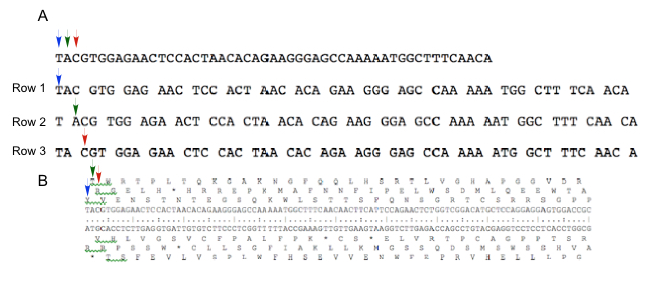 A
TACGTGGAGAACTCCACTAACACAGAAGGGAGCCAAAAATGGCTTTCAACA
Row 1 TAC GTG GAG AAC TCC ACT AAC ACA GAA GGG AGC CAA AAA TGG CTT TCA ACA
Row 2 T ACG TGG AGA ACT CCA CTA ACA CAG AAG GGA GCC AAA AAT GGC TTT CAA CA
Row 3 TA CGT GGA GAA CTC CAC TAA CAC AGA AGG GAG CCA AAA ATG GCT TTC AAC A
B
W R T P L T Q K G A K N G F Q Q L H S R T L V G H A P G G V D R
R G E L H * H R R E P K M A F N N F I P E L W S D M L Q E E W T A
Y V E N S T N T E G S Q K W L S T T S F Q N S G R T C S R R S G P
TACGTGGAGAACTCCACTAACACAGAAGGGAGCCAAAAATGGCTTTCAACAACTTCATTCCAGAACTCTGGTCGGACATGCTCCAGGAGGAGTGGACCGC
ATGCACCTCTTGAGGTGATTGTGTCTTCCCTCGGTTTTTACCGAAAGTTGTTGAAGTAAGGTCTTGAGACCAGCCTGTACGAGGTCCTCCTCACCTGGCG
V H L V G S V C F P A L F P K * C S * E L V R T P C A G P P T S R
R P S S W * C L L S G F I A K L L K M G S S Q D S M S W S S H V A
* T S F E V L V S P L W F H S E V V E N W F E P R V H E L L L P G